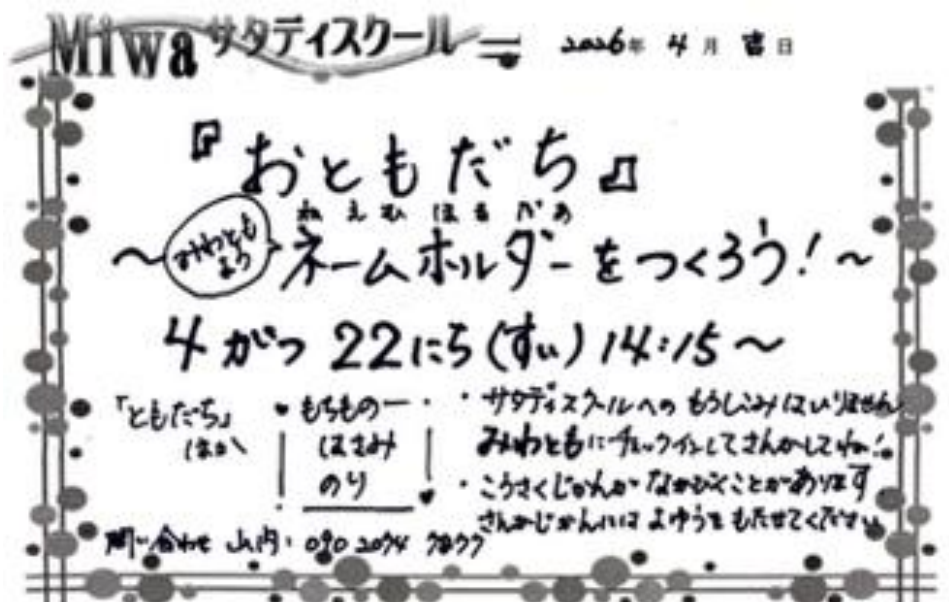 Miwa サタディスクール 2026年 4月 吉日
『おともだち』
ねえむほるだあ
～みわともよう ネームホルダーをつくろう！～
4がつ 22にち(すい) 14:15～
「ともだち」ほか
もちもの
はさみ
のり
・サタディスクールへの もうしこみはいりません
みわともにチェックインしてさんかしてね！
・こうさくじかんが ながびくことがあります
さんかじかんには よゆうをもたせてください
問い合わせ 山内: 090 2074